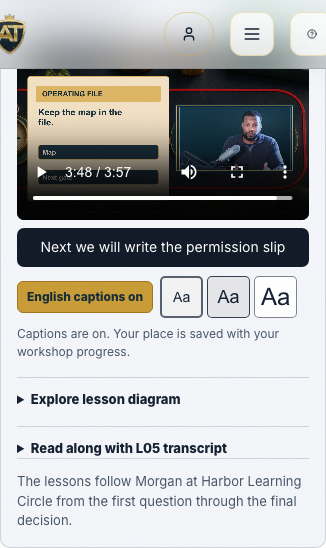 AT
OPERATING FILE
Keep the map in the
file.
Map
3:48 / 3:57
Next we will write the permission slip
English captions on
Aa
Aa
Aa
Captions are on. Your place is saved with your
workshop progress.
Explore lesson diagram
Read along with L05 transcript
The lessons follow Morgan at Harbor Learning
Circle from the first question through the final
decision.